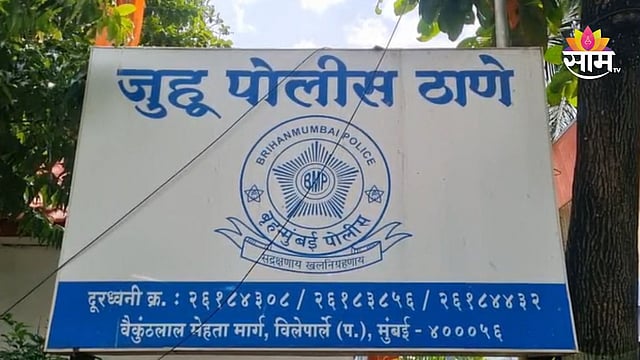 साम TV
जुहू पोलीस ठाणे
BRIHANMUMBAI POLICE
BMP
बृहन्मुंबई पोलीस
सद्रक्षणाय खलनिग्रहणाय
दूरध्वनी क्र. : २६१८४३०८ / २६१८३८५६ / २६१८४४३२
वैकुंठलाल मेहता मार्ग, विलेपार्ले (प.), मुंबई - ४०००५६